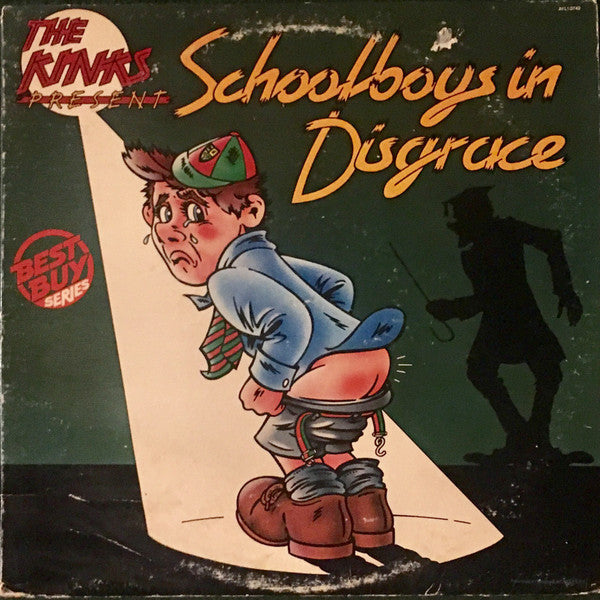 THE
KINKS
PRESENT
Schoolboys in
Disgrace
BEST
BUY
SERIES